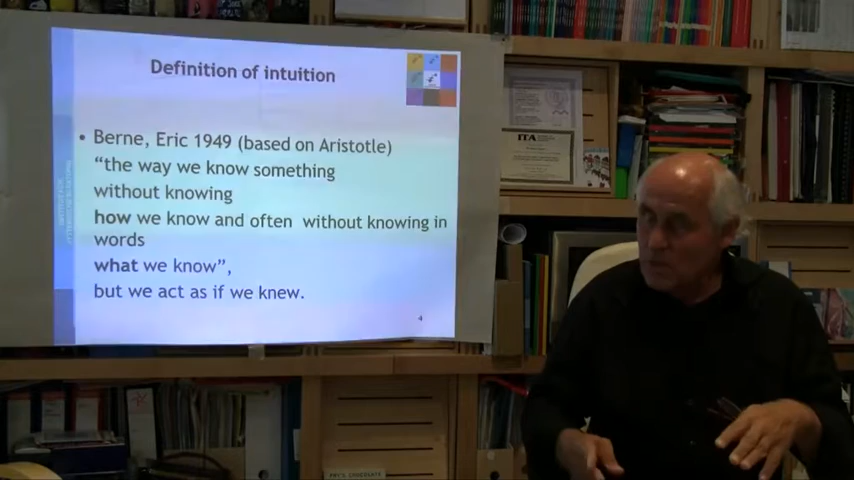 Definition of intuition
• Berne, Eric 1949 (based on Aristotle)
“the way we know something
without knowing
how we know and often without knowing in
words
what we know”,
but we act as if we knew.
4
ITA